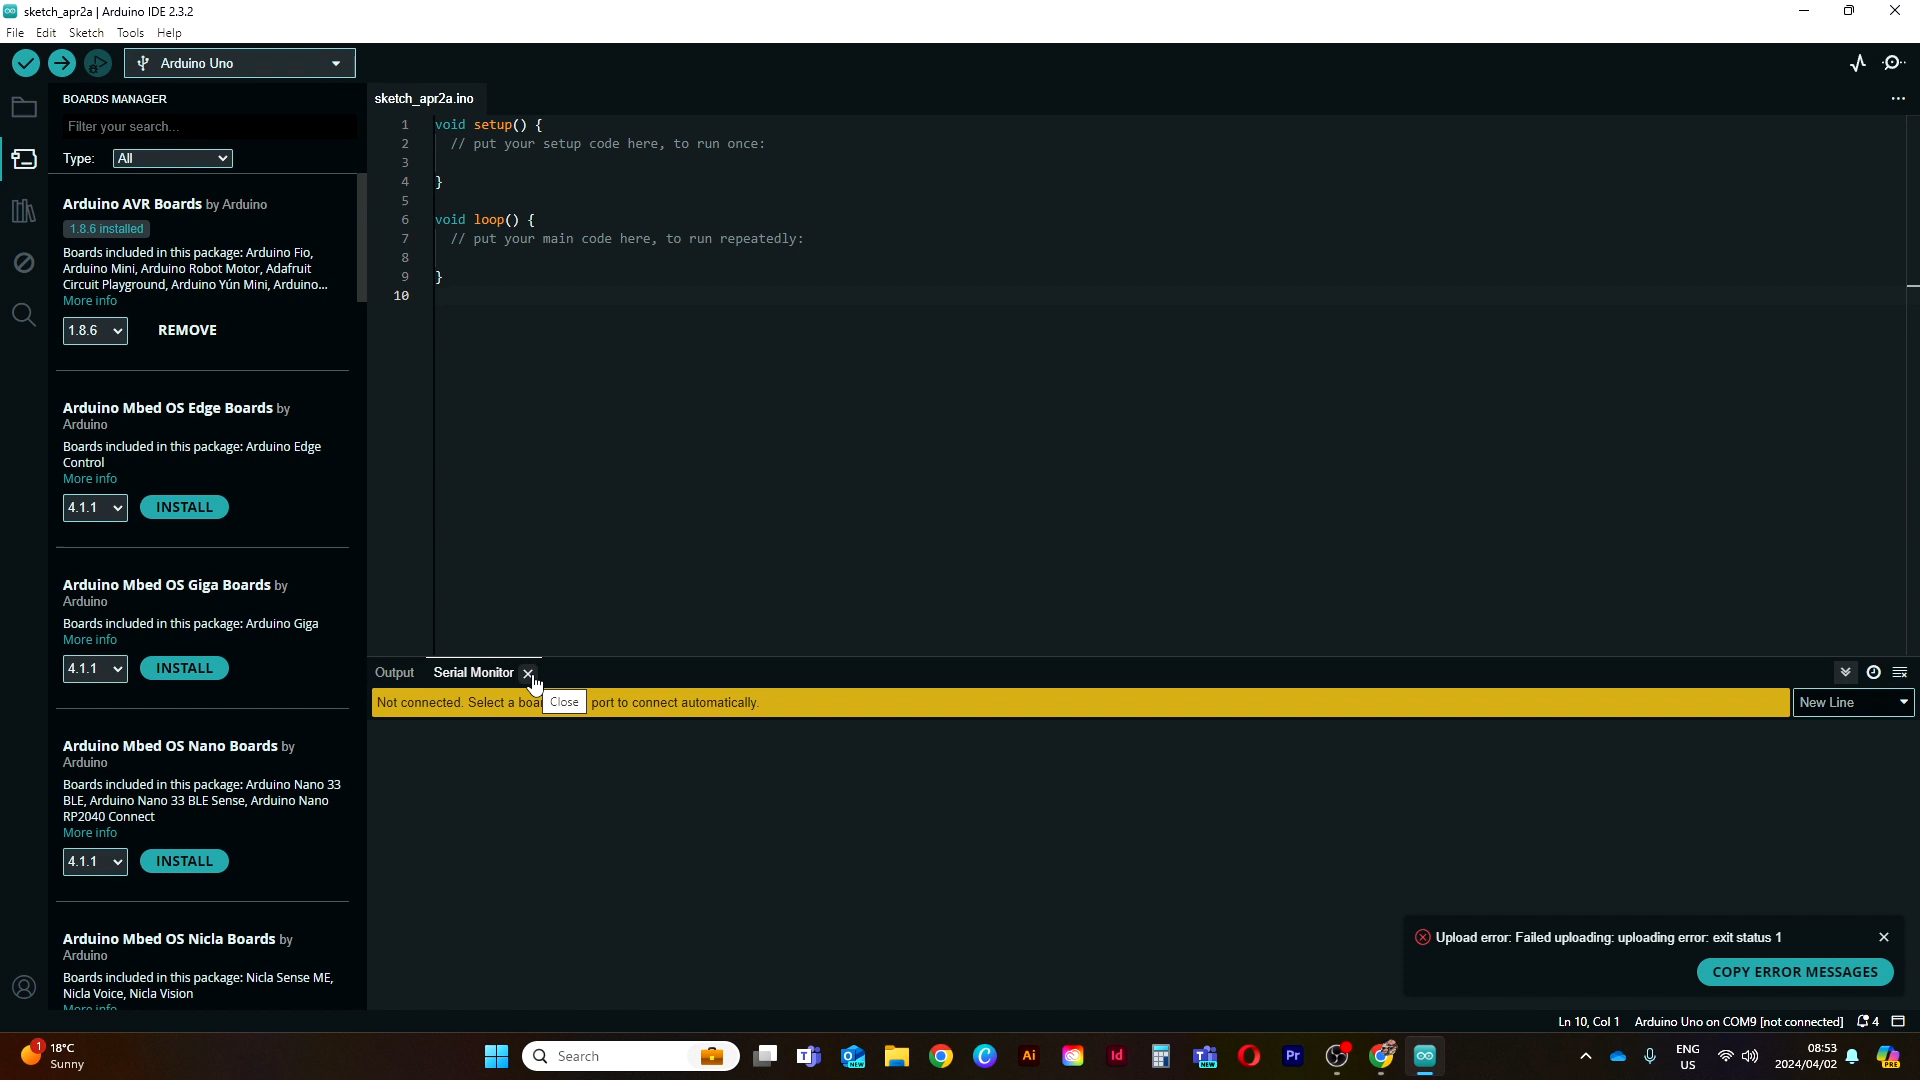 sketch_apr2a | Arduino IDE 2.3.2
File Edit Sketch Tools Help
Arduino Uno
BOARDS MANAGER
Filter your search...
Type: All
Arduino AVR Boards by Arduino
1.8.6 installed
Boards included in this package: Arduino Fio,
Arduino Mini, Arduino Robot Motor, Adafruit
Circuit Playground, Arduino Yún Mini, Arduino...
More info
1.8.6 REMOVE
Arduino Mbed OS Edge Boards by
Arduino
Boards included in this package: Arduino Edge
Control
More info
4.1.1 INSTALL
Arduino Mbed OS Giga Boards by
Arduino
Boards included in this package: Arduino Giga
More info
4.1.1 INSTALL
Arduino Mbed OS Nano Boards by
Arduino
Boards included in this package: Arduino Nano 33
BLE, Arduino Nano 33 BLE Sense, Arduino Nano
RP2040 Connect
More info
4.1.1 INSTALL
Arduino Mbed OS Nicla Boards by
Arduino
Boards included in this package: Nicla Sense ME,
Nicla Voice, Nicla Vision
More info
sketch_apr2a.ino
1 void setup() {
2 // put your setup code here, to run once:
3
4 }
5
6 void loop() {
7 // put your main code here, to run repeatedly:
8
9 }
10
Output Serial Monitor
Not connected. Select a boar Close port to connect automatically.
New Line
Upload error: Failed uploading: uploading error: exit status 1
COPY ERROR MESSAGES
Ln 10, Col 1 Arduino Uno on COM9 [not connected] 4
1 18°C
Sunny
Search
NEW
Ai
Id
NEW
Pr
ENG
US
08:53
2024/04/02
PRE